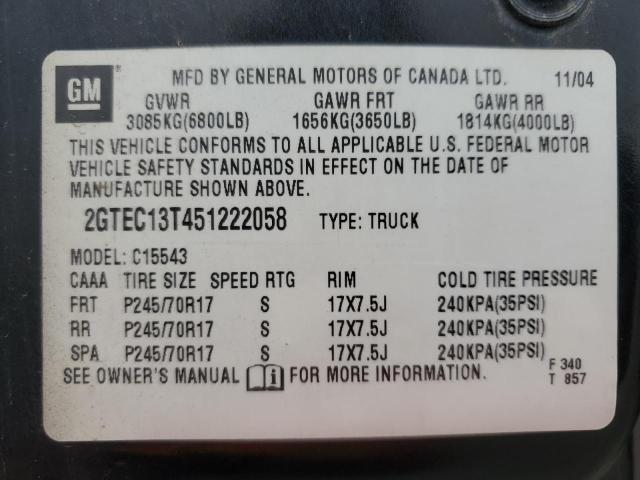 GM MFD BY GENERAL MOTORS OF CANADA LTD. 11/04
GVWR GAWR FRT GAWR RR
3085KG(6800LB) 1656KG(3650LB) 1814KG(4000LB)
THIS VEHICLE CONFORMS TO ALL APPLICABLE U.S. FEDERAL MOTOR
VEHICLE SAFETY STANDARDS IN EFFECT ON THE DATE OF
MANUFACTURE SHOWN ABOVE.
2GTEC13T451222058 TYPE: TRUCK
MODEL: C15543
CAAA TIRE SIZE SPEED RTG RIM COLD TIRE PRESSURE
FRT P245/70R17 S 17X7.5J 240KPA(35PSI)
RR P245/70R17 S 17X7.5J 240KPA(35PSI)
SPA P245/70R17 S 17X7.5J 240KPA(35PSI)
SEE OWNER'S MANUAL i FOR MORE INFORMATION.
F 340
T 857